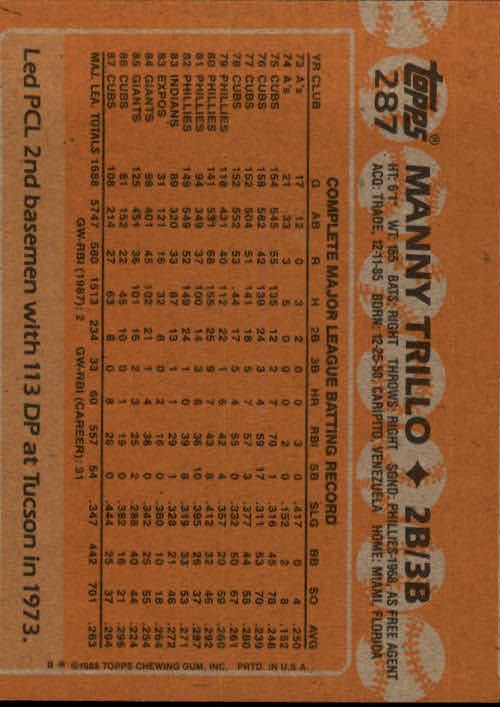 topps®
287
MANNY TRILLO ✦ 2B/3B
HT: 6'1" WT: 165 BATS: RIGHT THROWS: RIGHT SGND: PHILLIES-1968, AS FREE AGENT
ACQ: TRADE, 12-11-85 BORN: 12-25-50, CARIPITO, VENEZUELA HOME: MIAMI, FLORIDA
COMPLETE MAJOR LEAGUE BATTING RECORD
YR CLUB G AB R H 2B 3B HR RBI SB SLG BB SO AVG
73 A's 17 12 0 3 2 0 0 3 0 .417 0 4 .250
74 A's 21 33 3 5 0 0 0 2 0 .152 2 8 .152
75 CUBS 154 545 55 135 12 2 7 70 1 .316 45 78 .248
76 CUBS 158 582 42 139 24 3 4 59 17 .311 53 70 .239
77 CUBS 152 504 51 141 18 5 7 57 3 .377 44 58 .280
78 CUBS 152 552 53 144 17 5 4 55 0 .332 50 67 .261
79 PHILLIES 118 431 40 112 22 1 6 42 4 .357 20 59 .260
80 PHILLIES 141 531 68 155 25 9 7 43 8 .412 32 46 .292
81 PHILLIES 94 349 37 100 14 3 6 36 10 .395 26 37 .287
82 PHILLIES 149 549 52 149 24 1 0 39 8 .319 33 53 .271
83 INDIANS 89 320 33 87 13 1 1 29 1 .328 21 46 .272
83 EXPOS 31 121 16 32 8 0 2 16 0 .380 10 18 .264
84 GIANTS 98 401 45 102 21 1 4 36 0 .342 25 55 .254
85 GIANTS 125 451 36 101 16 2 3 25 2 .288 40 44 .224
86 CUBS 81 152 22 45 10 0 1 19 0 .382 16 21 .296
87 CUBS 108 214 27 63 8 0 8 26 0 .444 25 37 .294
MAJ. LEA. TOTALS 1688 5747 580 1513 234 33 60 557 54 .347 442 701 .263
GW-RBI (1987): 2 GW-RBI (CAREER): 31
Led PCL 2nd basemen with 113 DP at Tucson in 1973.
B ✱ ©1988 TOPPS CHEWING GUM, INC. PRTD. IN U.S.A.